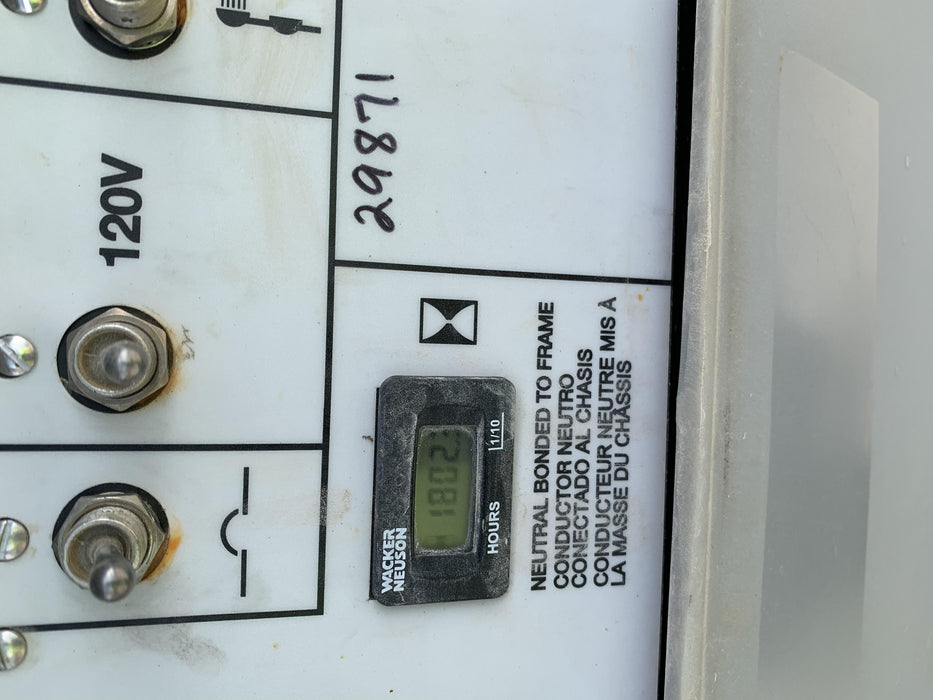 29871
120V
WACKER
NEUSON
HOURS
1/10
NEUTRAL BONDED TO FRAME
CONDUCTOR NEUTRO
CONECTADO AL CHASIS
CONDUCTEUR NEUTRE MIS À
LA MASSE DU CHÂSSIS